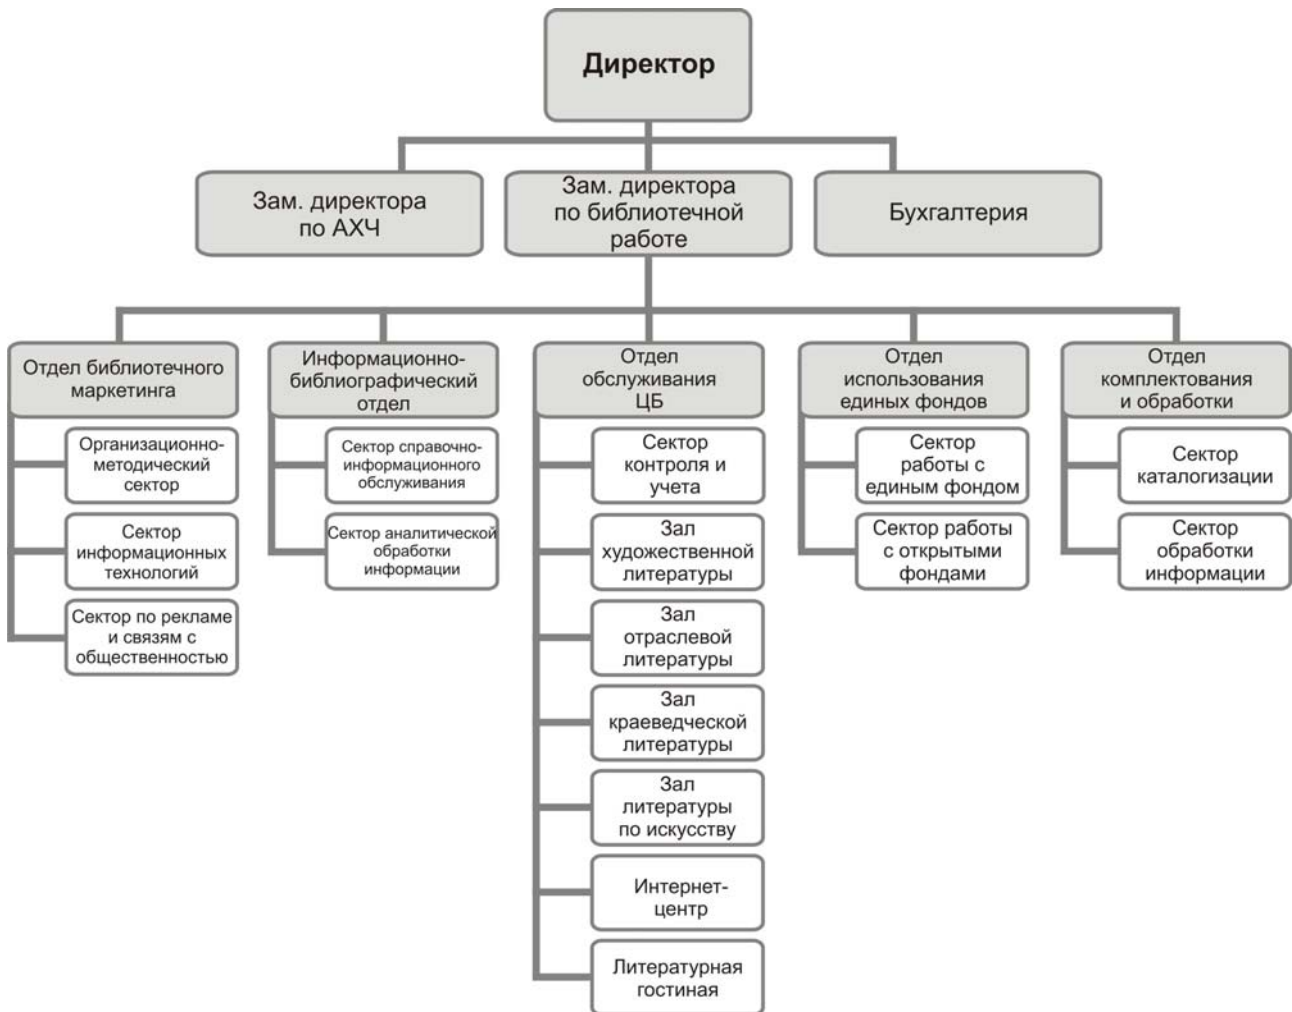 Директор
Зам. директора
по АХЧ
Зам. директора
по библиотечной
работе
Бухгалтерия
Отдел библиотечного
маркетинга
Организационно-
методический
сектор
Сектор
информационных
технологий
Сектор по рекламе
и связям с
общественностью
Информационно-
библиографический
отдел
Сектор справочно-
информационного
обслуживания
Сектор аналитической
обработки
информации
Отдел
обслуживания
ЦБ
Сектор
контроля и
учета
Зал
художественной
литературы
Зал
отраслевой
литературы
Зал
краеведческой
литературы
Зал
литературы
по искусству
Интернет-
центр
Литературная
гостиная
Отдел
использования
единых фондов
Сектор
работы с
единым фондом
Сектор работы
с открытыми
фондами
Отдел
комплектования
и обработки
Сектор
каталогизации
Сектор
обработки
информации